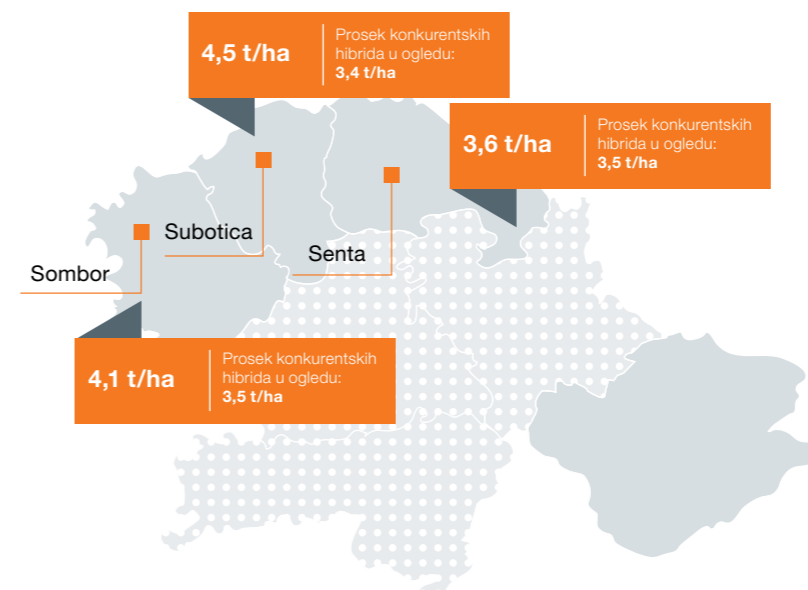 4,5 t/ha
Prosek konkurentskih
hibrida u ogledu:
3,4 t/ha
3,6 t/ha
Prosek konkurentskih
hibrida u ogledu:
3,5 t/ha
Subotica
Senta
Sombor
4,1 t/ha
Prosek konkurentskih
hibrida u ogledu:
3,5 t/ha